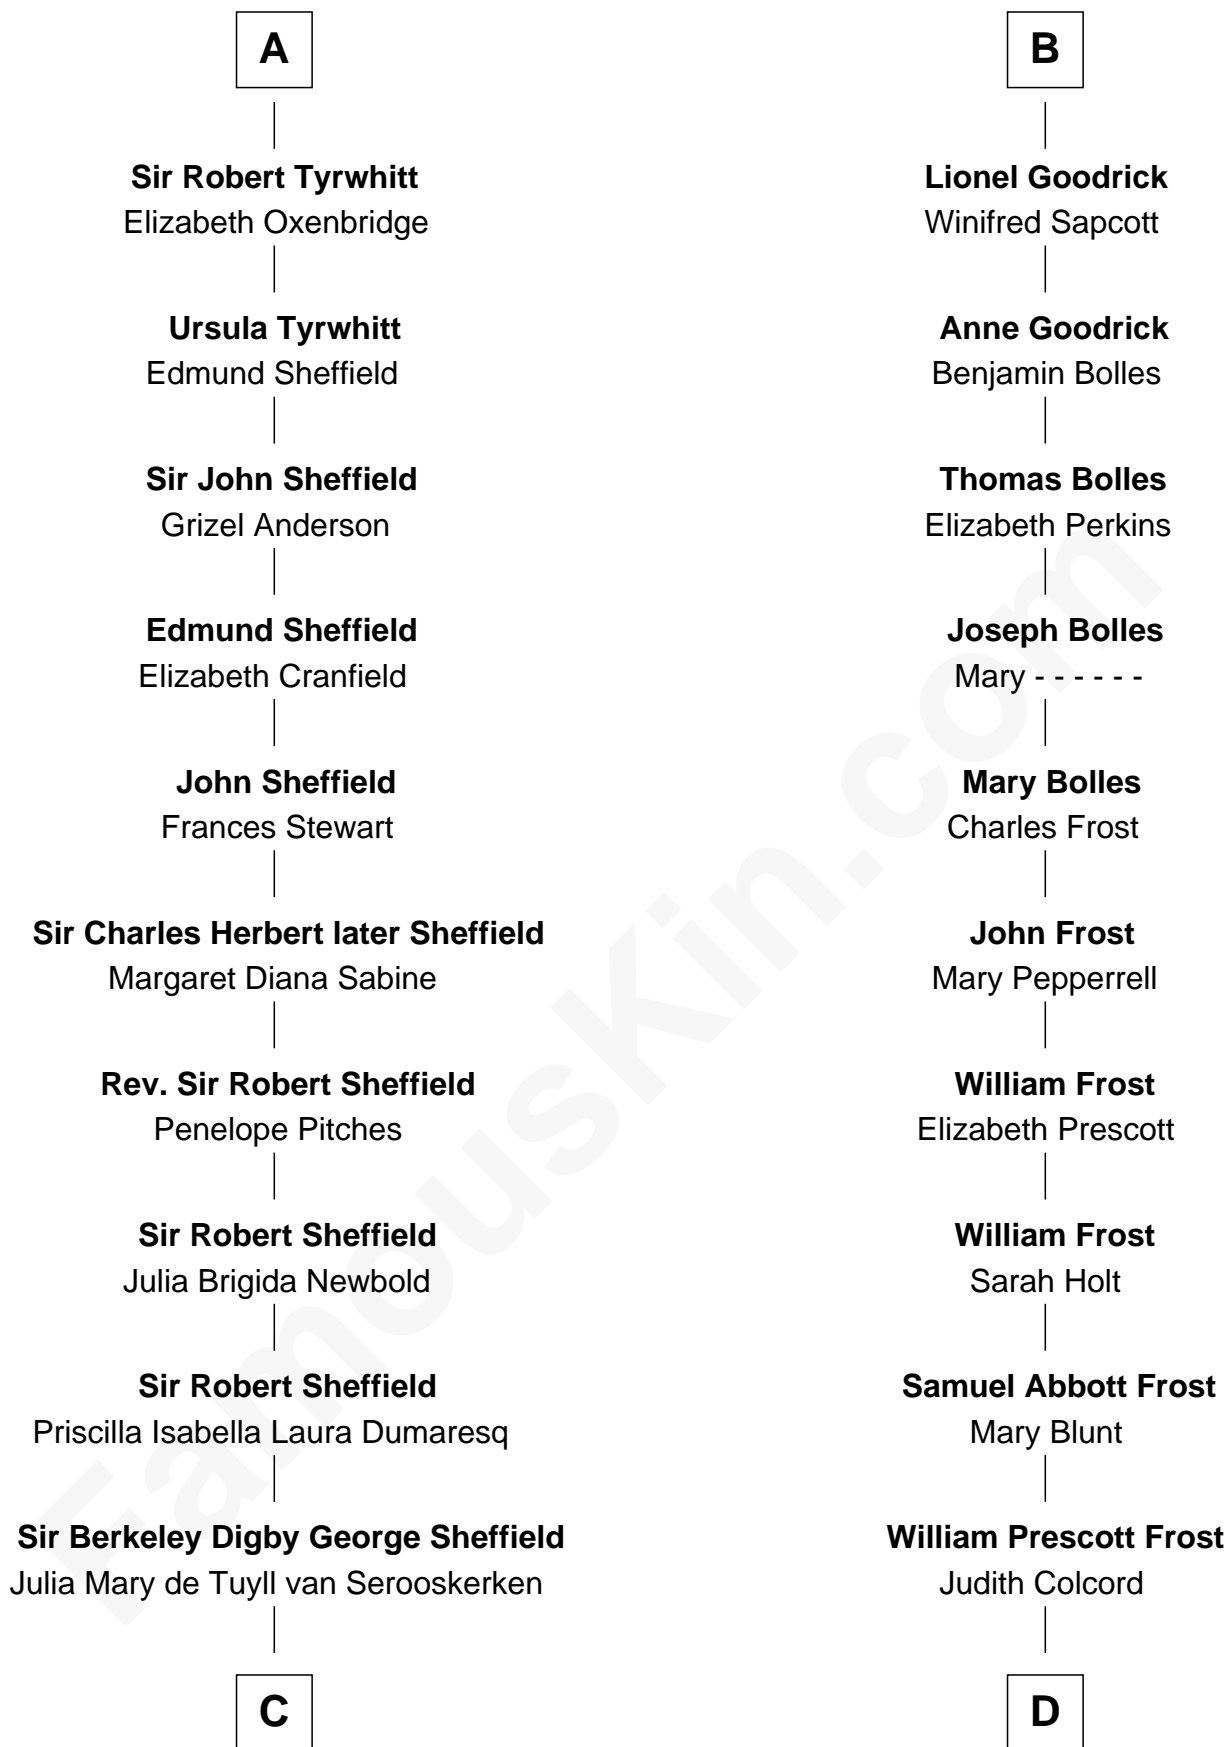 A
Sir Robert Tyrwhitt
Elizabeth Oxenbridge
Ursula Tyrwhitt
Edmund Sheffield
Sir John Sheffield
Grizel Anderson
Edmund Sheffield
Elizabeth Cranfield
John Sheffield
Frances Stewart
Sir Charles Herbert later Sheffield
Margaret Diana Sabine
Rev. Sir Robert Sheffield
Penelope Pitches
Sir Robert Sheffield
Julia Brigida Newbold
Sir Robert Sheffield
Priscilla Isabella Laura Dumaresq
Sir Berkeley Digby George Sheffield
Julia Mary de Tuyll van Serooskerken
C
B
Lionel Goodrick
Winifred Sapcott
Anne Goodrick
Benjamin Bolles
Thomas Bolles
Elizabeth Perkins
Joseph Bolles
Mary - - - - - -
Mary Bolles
Charles Frost
John Frost
Mary Pepperrell
William Frost
Elizabeth Prescott
William Frost
Sarah Holt
Samuel Abbott Frost
Mary Blunt
William Prescott Frost
Judith Colcord
D
FamousKin.com